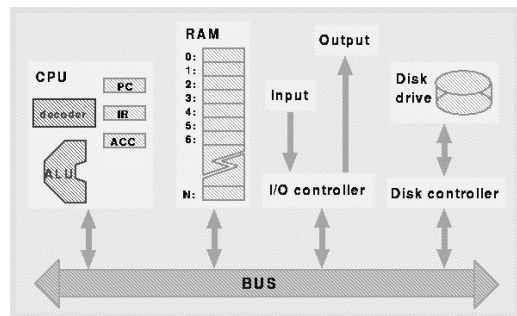 CPU
PC
decoder
IR
ACC
ALU
RAM
0:
1:
2:
3:
4:
5:
6:
N:
Input
Output
I/O controller
Disk
drive
Disk controller
BUS